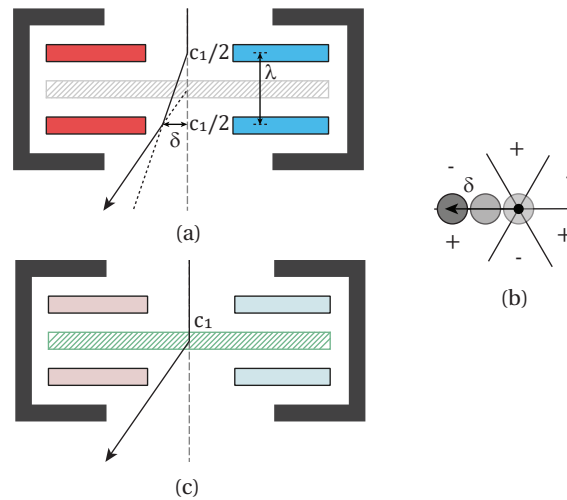 c₁/2
λ
c₁/2
δ
(a)
- + -
δ
+ - +
(b)
c₁
(c)